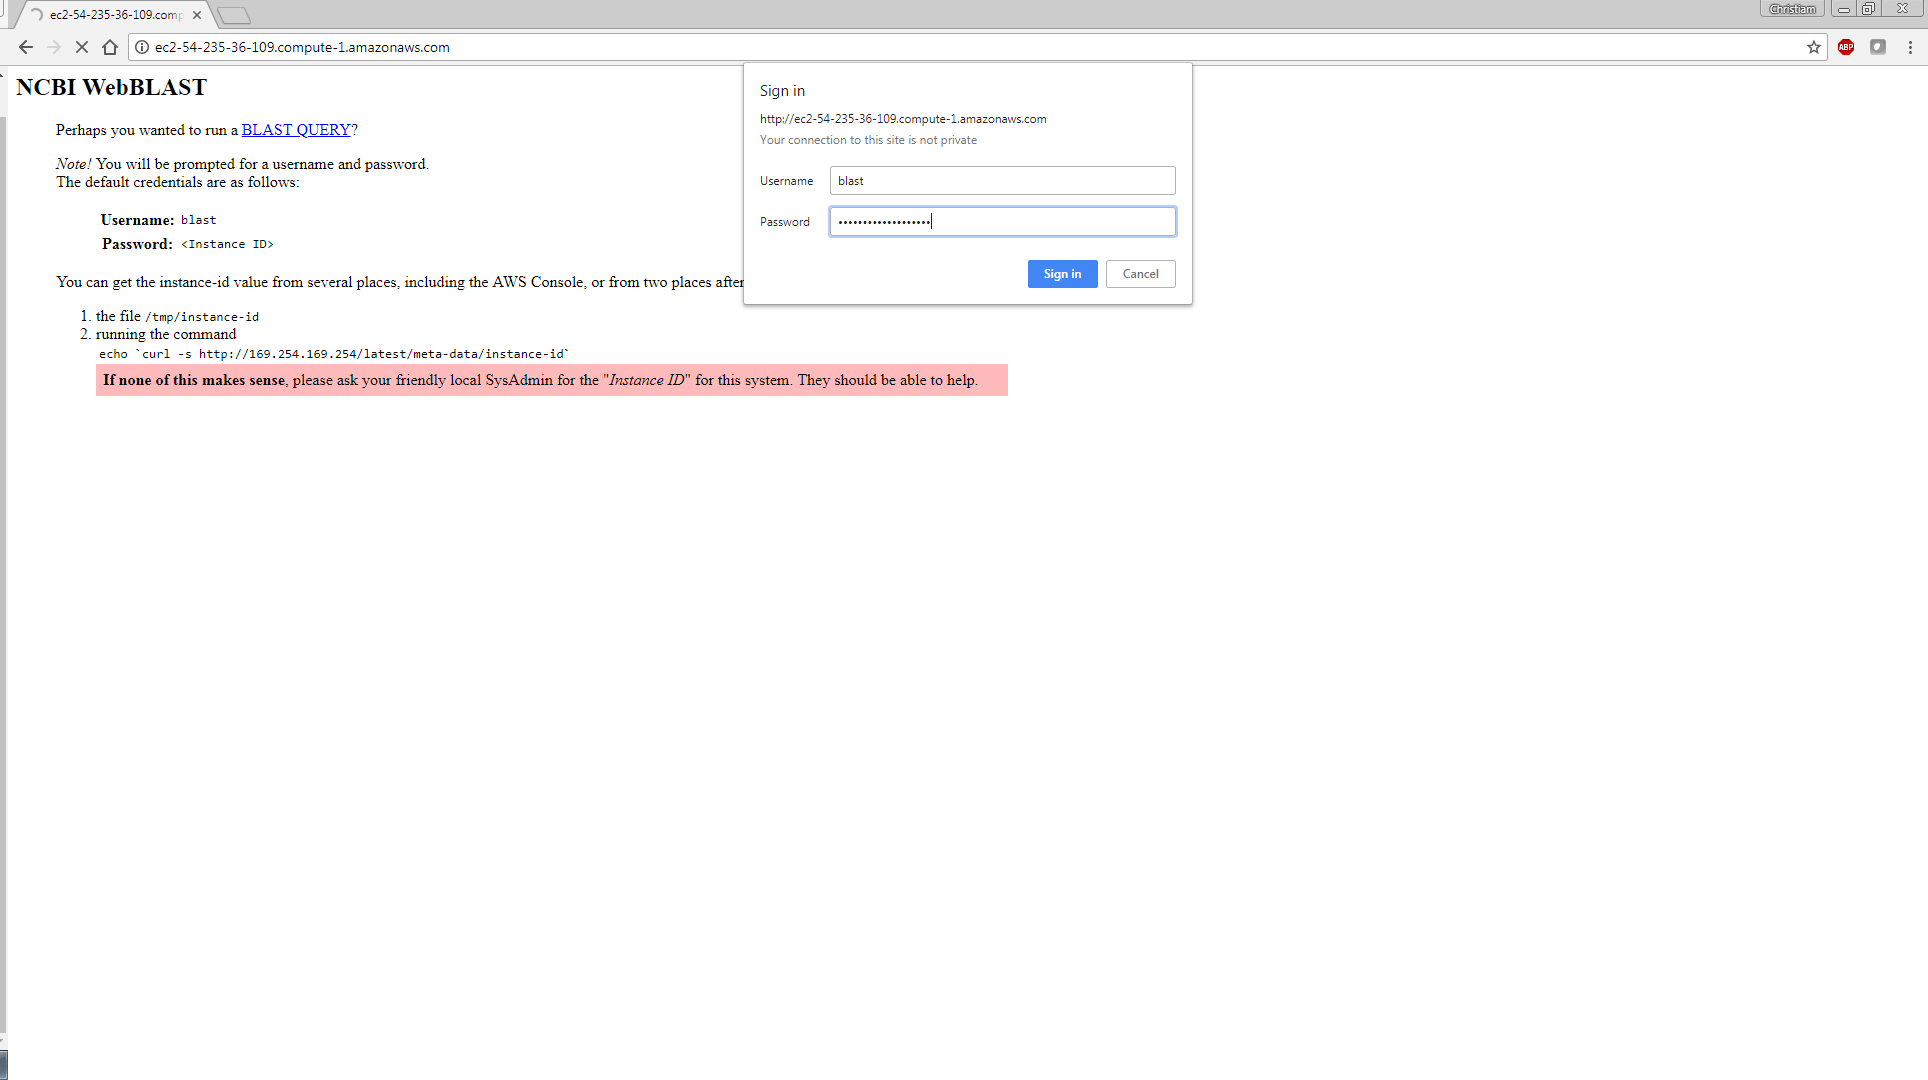 ec2-54-235-36-109.comp
Christiam
ec2-54-235-36-109.compute-1.amazonaws.com
ABP
NCBI WebBLAST
Perhaps you wanted to run a BLAST QUERY?
Note! You will be prompted for a username and password.
The default credentials are as follows:
Username: blast
Password: <Instance ID>
You can get the instance-id value from several places, including the AWS Console, or from two places after
1. the file /tmp/instance-id
2. running the command
echo `curl -s http://169.254.169.254/latest/meta-data/instance-id`
If none of this makes sense, please ask your friendly local SysAdmin for the "Instance ID" for this system. They should be able to help.
Sign in
http://ec2-54-235-36-109.compute-1.amazonaws.com
Your connection to this site is not private
Username blast
Password •••••••••••••••••••
Sign in Cancel